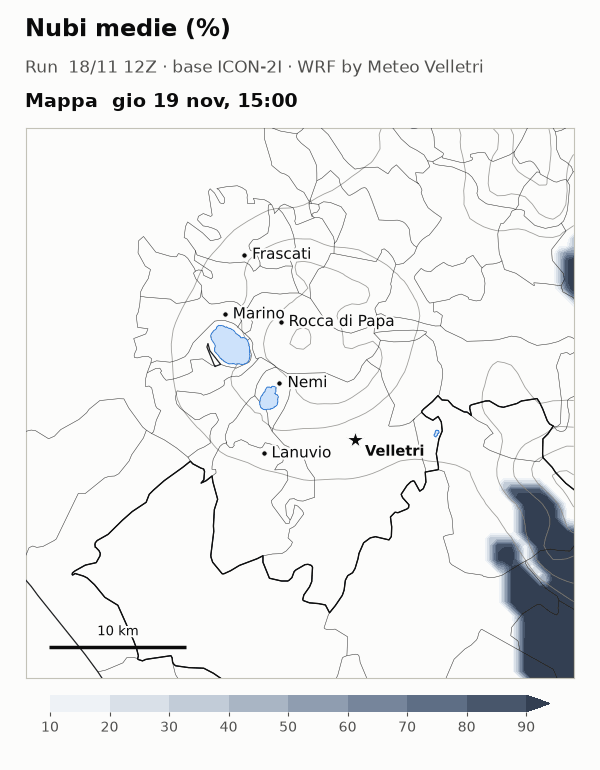 Nubi medie (%)
Run  18/11 12Z · base ICON-2I · WRF by Meteo Velletri
Mappa  gio 19 nov, 15:00
Frascati
Marino
Rocca di Papa
Nemi
Velletri
Lanuvio
10 km
10 20 30 40 50 60 70 80 90